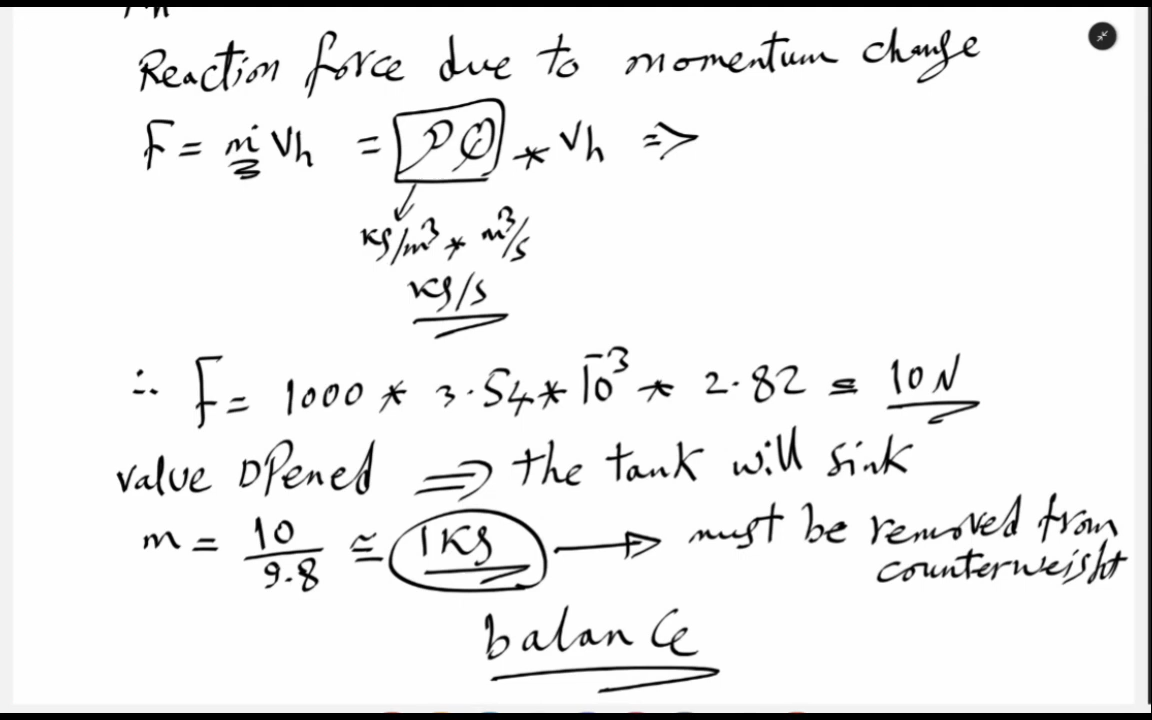 Reaction force due to momentum change
F = ṁ Vh = ρQ * Vh ⇒
kg/m³ * m³/s
kg/s
∴ F = 1000 * 3.54 * 10⁻³ * 2.82 = 10 N
value opened ⇒ the tank will sink
m = 10/9.8 ≅ 1 kg → must be removed from
counterweight
balance